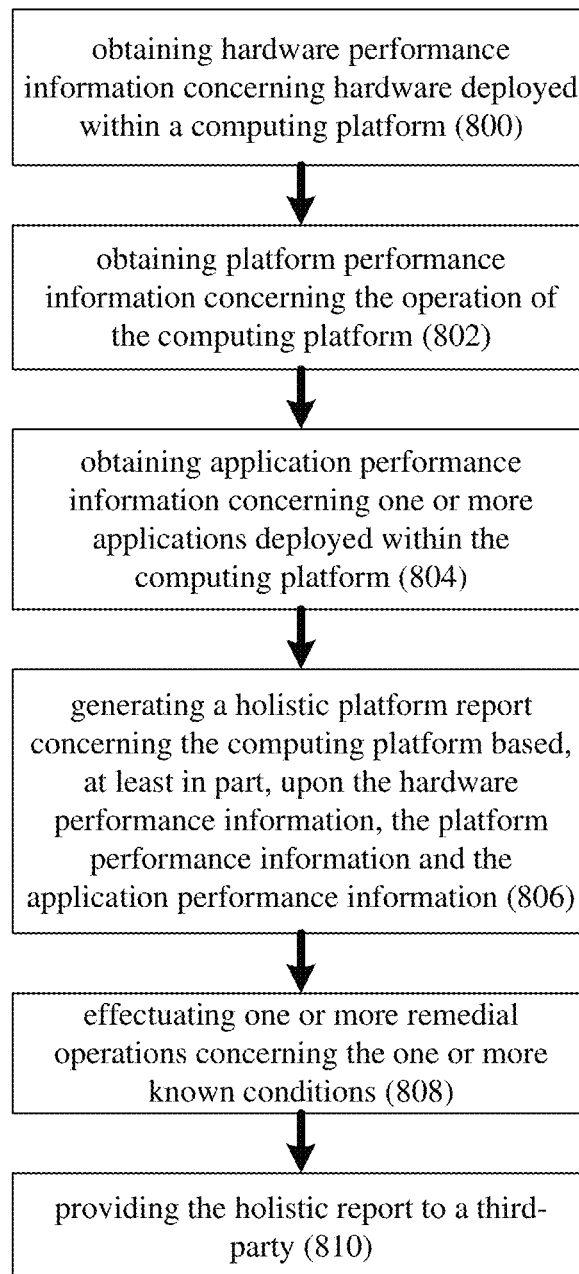 obtaining hardware performance
information concerning hardware deployed
within a computing platform (800)
obtaining platform performance
information concerning the operation of
the computing platform (802)
obtaining application performance
information concerning one or more
applications deployed within the
computing platform (804)
generating a holistic platform report
concerning the computing platform based,
at least in part, upon the hardware
performance information, the platform
performance information and the
application performance information (806)
effectuating one or more remedial
operations concerning the one or more
known conditions (808)
providing the holistic report to a third-
party (810)